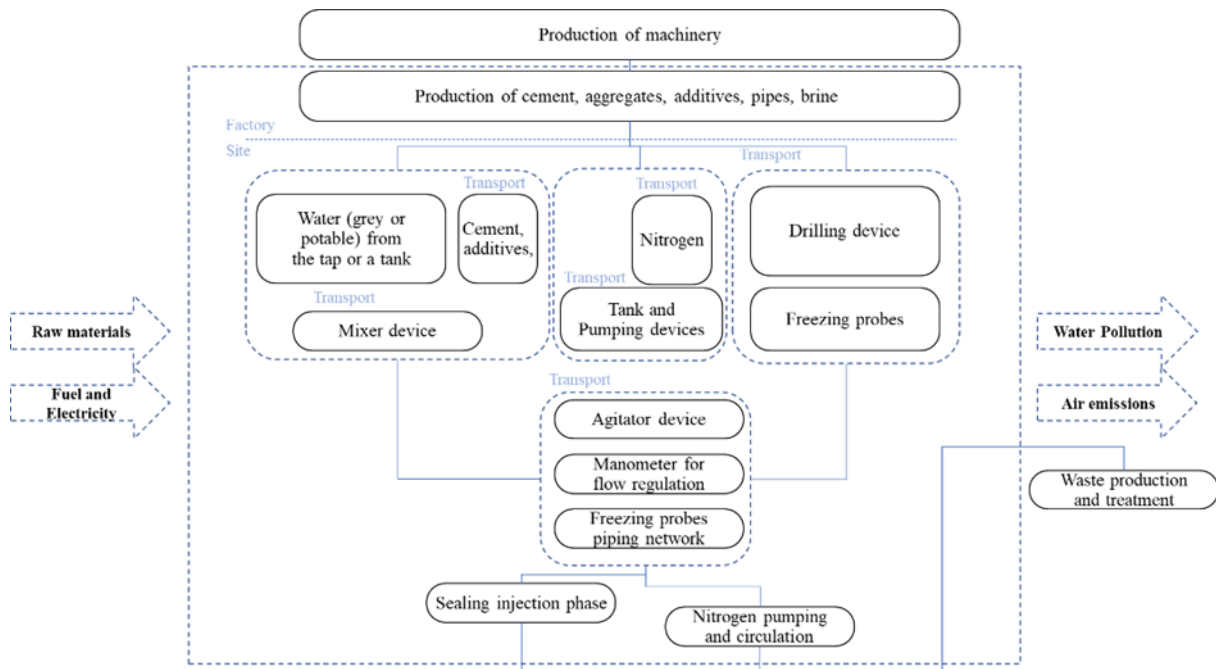 Production of machinery
Production of cement, aggregates, additives, pipes, brine
Factory
Site
Transport
Transport
Transport
Water (grey or
potable) from
the tap or a tank
Cement,
additives,
Nitrogen
Drilling device
Transport
Transport
Mixer device
Tank and
Pumping devices
Freezing probes
Raw materials
Fuel and
Electricity
Water Pollution
Air emissions
Transport
Agitator device
Manometer for
flow regulation
Freezing probes
piping network
Waste production
and treatment
Sealing injection phase
Nitrogen pumping
and circulation